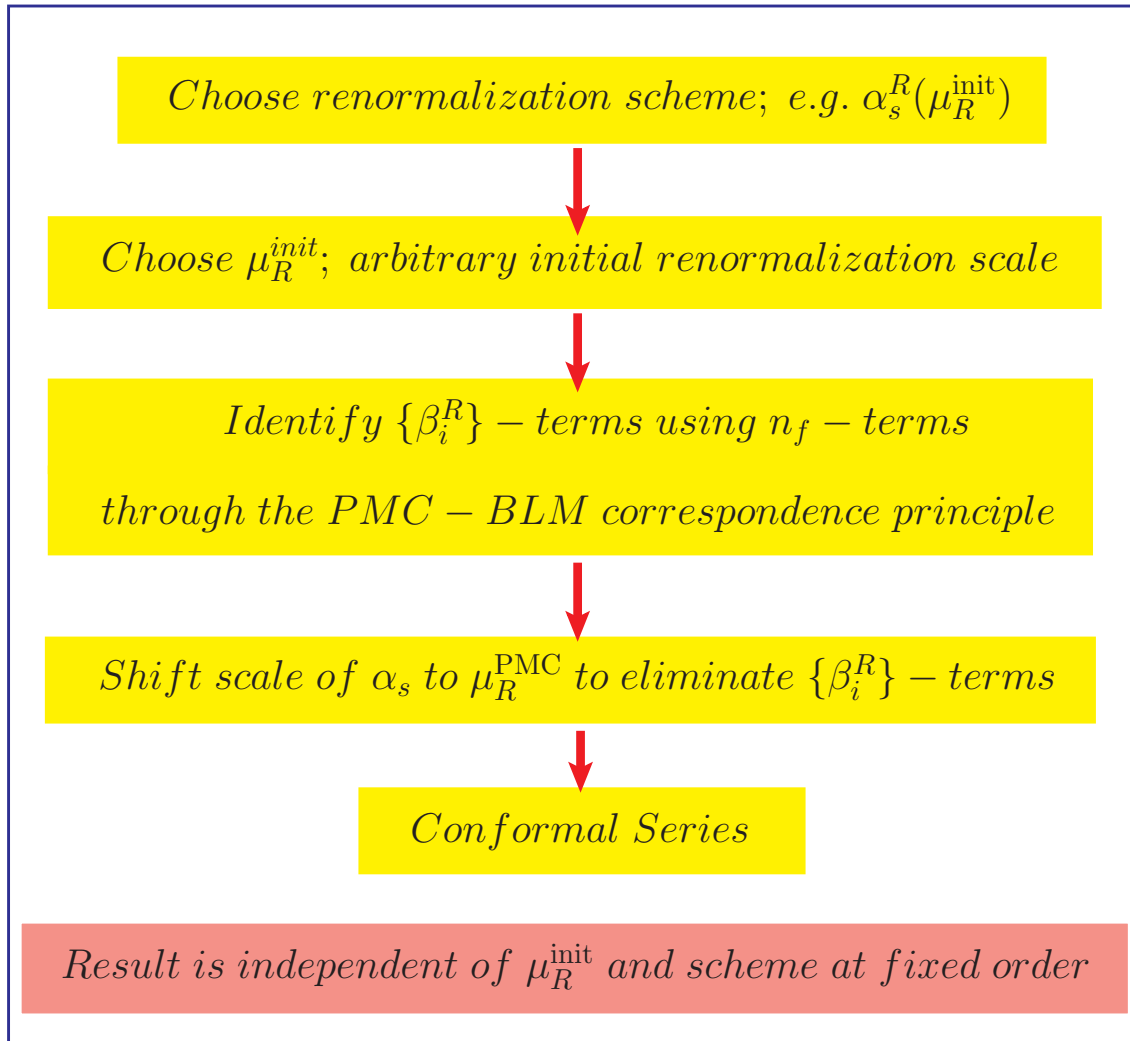 Choose renormalization scheme; e.g. α_s^R(μ_R^init)
Choose μ_R^init; arbitrary initial renormalization scale
Identify {β_i^R} − terms using n_f − terms
through the PMC − BLM correspondence principle
Shift scale of α_s to μ_R^PMC to eliminate {β_i^R} − terms
Conformal Series
Result is independent of μ_R^init and scheme at fixed order